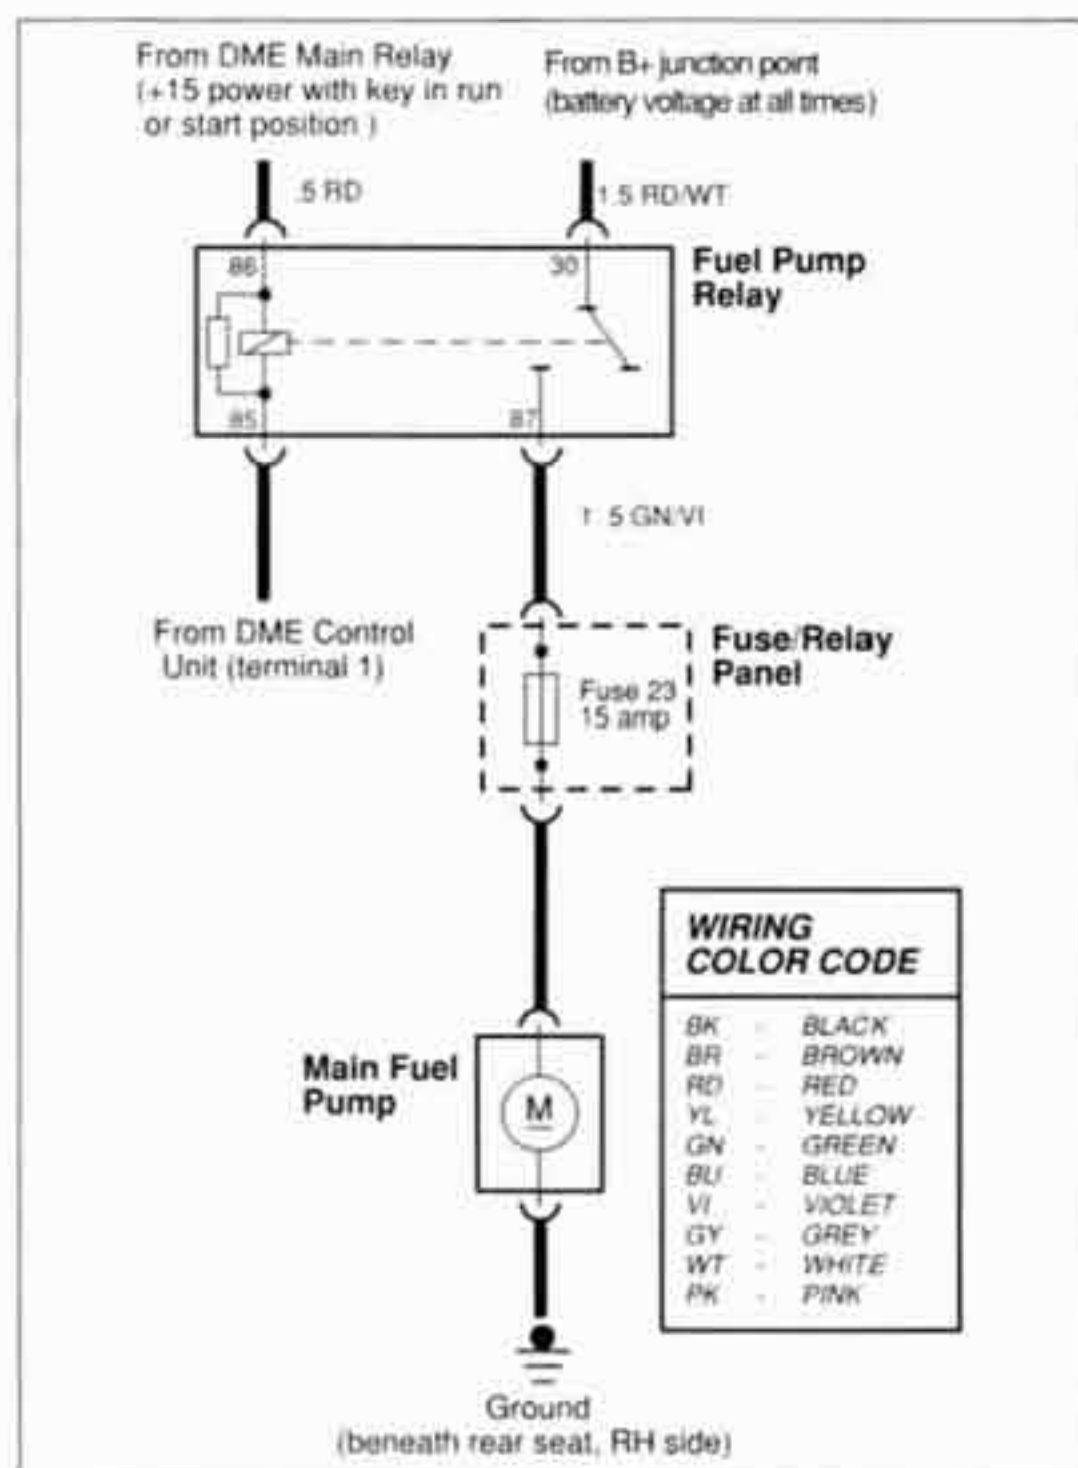 From DME Main Relay
(+15 power with key in run
or start position )
From B+ junction point
(battery voltage at all times)
.5 RD
1.5 RD/WT
86
30
Fuel Pump
Relay
85
87
1.5 GN/VI
From DME Control
Unit (terminal 1)
Fuse/Relay
Panel
Fuse 23
15 amp
WIRING
COLOR CODE
BK - BLACK
BR - BROWN
RD - RED
YL - YELLOW
GN - GREEN
BU - BLUE
VI - VIOLET
GY - GREY
WT - WHITE
PK - PINK
Main Fuel
Pump
M
Ground
(beneath rear seat, RH side)